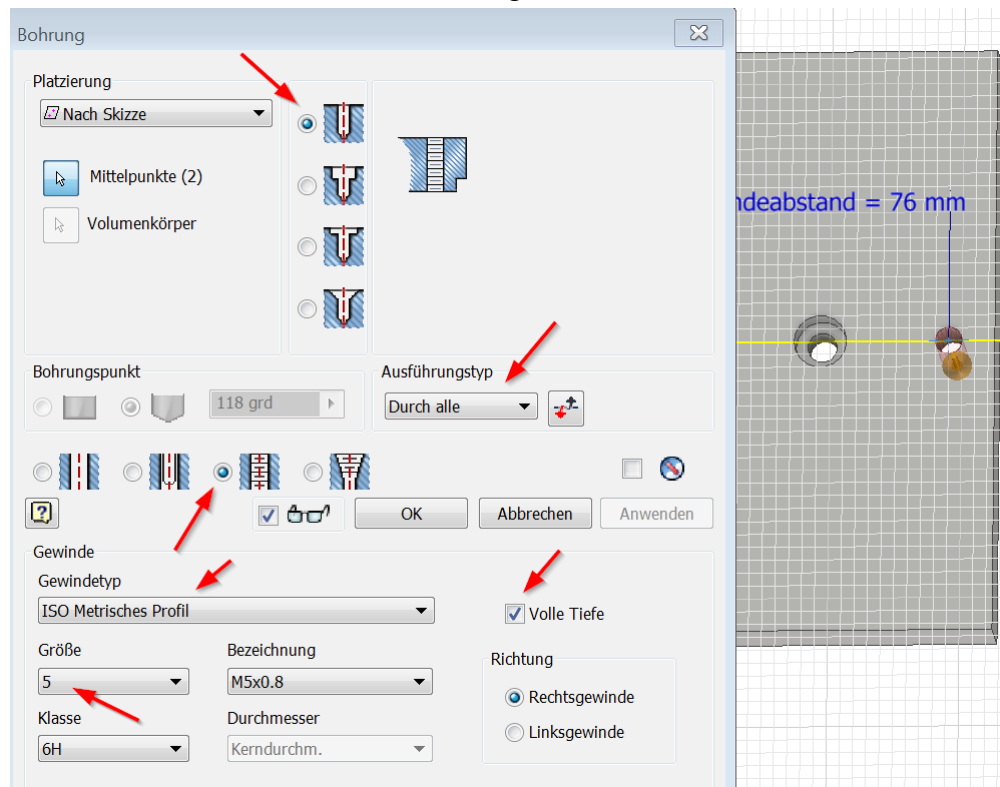 Bohrung
Platzierung
Nach Skizze
Mittelpunkte (2)
Volumenkörper
ndeabstand = 76 mm
Bohrungspunkt
118 grd
Ausführungstyp
Durch alle
OK
Abbrechen
Anwenden
Gewinde
Gewindetyp
ISO Metrisches Profil
Volle Tiefe
Größe
Bezeichnung
5
M5x0.8
Klasse
Durchmesser
6H
Kerndurchm.
Richtung
Rechtsgewinde
Linksgewinde